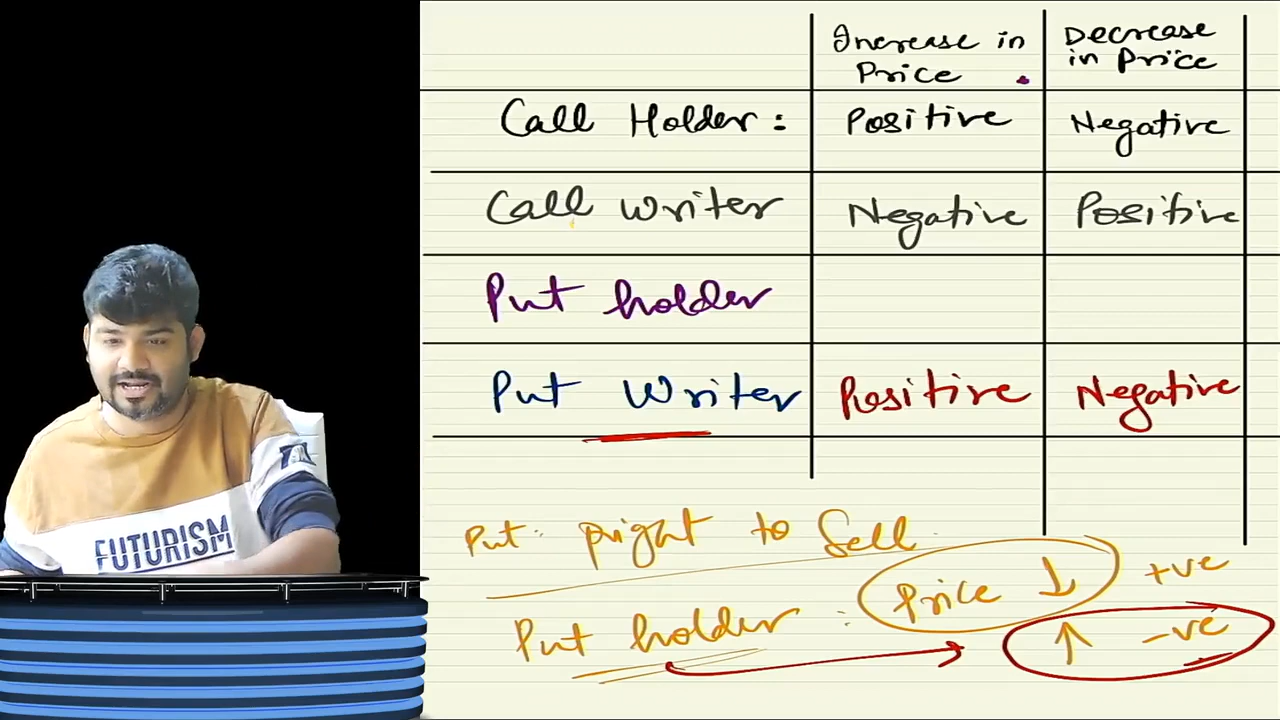 Increase in Price
Decrease in Price
Call Holder: Positive Negative
Call Writer Negative Positive
Put holder
Put Writer Positive Negative
Put: right to Sell
Put holder : Price ↓ +ve
↑ -ve
FUTURISM